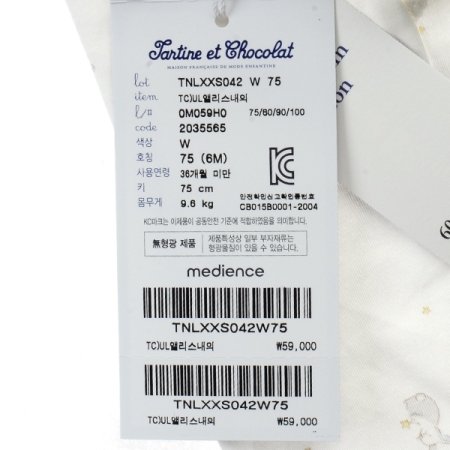 Tartine et Chocolat
MAISON FRANÇAISE DE MODE ENFANTINE
lot TNLXXS042 W 75
item TC)UL앨리스내의
l/# 0M059H0 75/80/90/100
code 2035565
색상 W
호칭 75 (6M)
사용연령 36개월 미만
키 75 cm
몸무게 9.6 kg
안전확인신고확인증번호
CB015B0001-2004
KC마크는 이제품이 공통안전 기준에 적합하였음을 의미합니다.
無형광 제품
제품특성상 일부 부자재류는
형광물질이 있을 수 있습니다.
medience
TNLXXS042W75
TC)UL앨리스내의 ₩59,000
TNLXXS042W75
TC)UL앨리스내의 ₩59,000